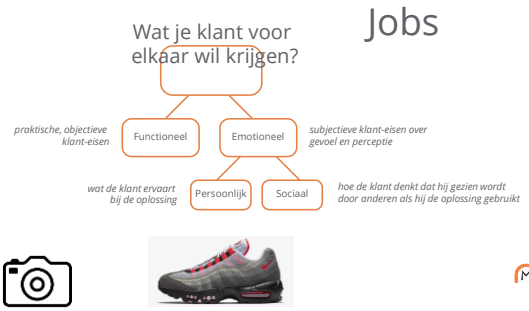 Jobs
Wat je klant voor
elkaar wil krijgen?
praktische, objectieve
klant-eisen
Functioneel
Emotioneel
subjectieve klant-eisen over
gevoel en perceptie
wat de klant ervaart
bij de oplossing
Persoonlijk
Sociaal
hoe de klant denkt dat hij gezien wordt
door anderen als hij de oplossing gebruikt